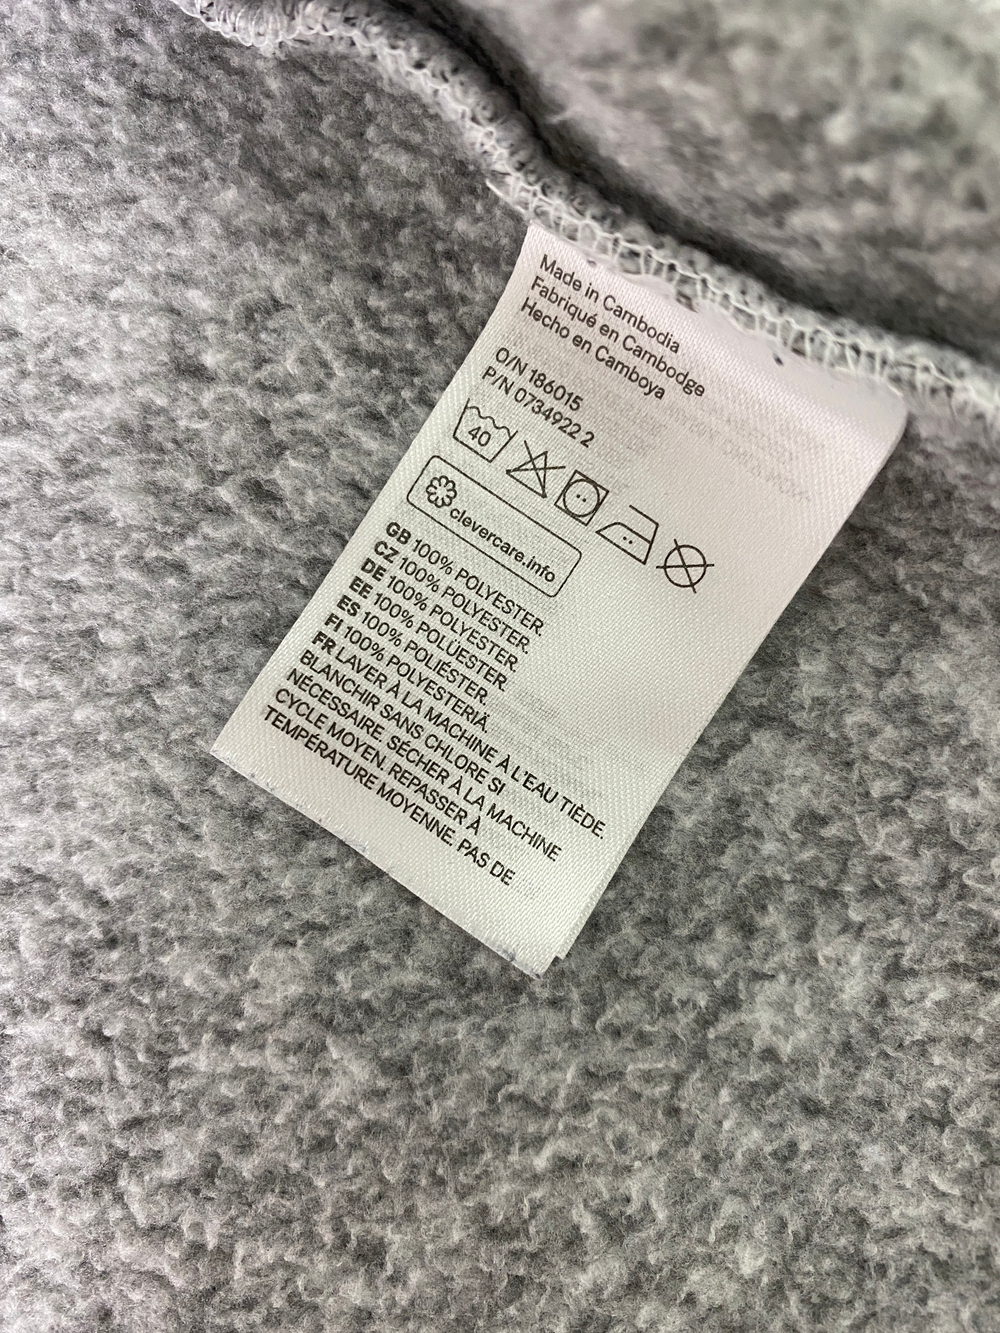 Made in Cambodia
Fabriqué en Cambodge
Hecho en Camboya
O/N 186015
P/N 0734922 2
40
clevercare.info
GB 100% POLYESTER.
CZ 100% POLYESTER.
DE 100% POLYESTER.
EE 100% POLÜESTER.
ES 100% POLIÉSTER.
FI 100% POLYESTERIÄ.
FR LAVER À LA MACHINE À L'EAU TIÈDE.
BLANCHIR SANS CHLORE SI
NÉCESSAIRE. SÉCHER À LA MACHINE
CYCLE MOYEN. REPASSER À
TEMPÉRATURE MOYENNE. PAS DE